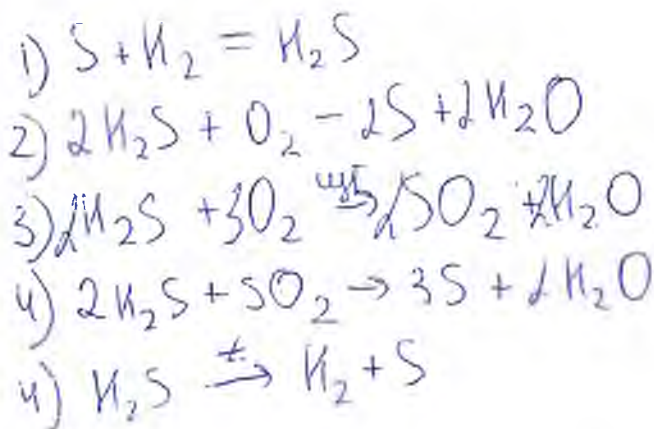 1) S + H₂ = H₂S
2) 2H₂S + O₂ – 2S + 2H₂O
3) 2H₂S + 3O₂ → 2SO₂ + 2H₂O
4) 2H₂S + SO₂ → 3S + 2H₂O
4) H₂S t→ H₂ + S